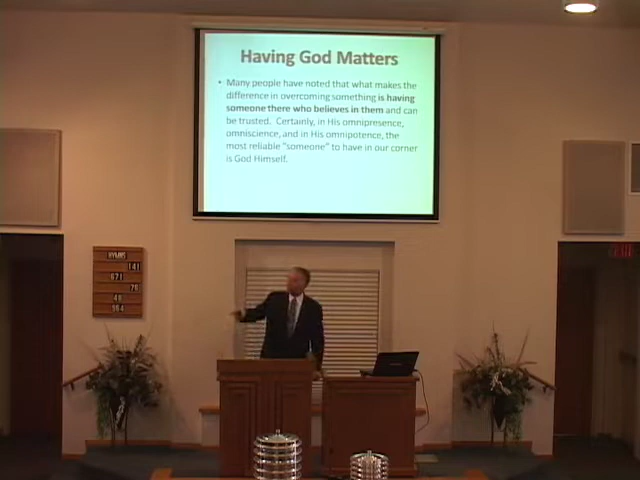 Having God Matters
• Many people have noted that what makes the
difference in overcoming something is having
someone there who believes in them and can
be trusted. Certainly, in His omnipresence,
omniscience, and in His omnipotence, the
most reliable "someone" to have in our corner
is God Himself.
HYMNS
141
671
76
48
564
EXIT